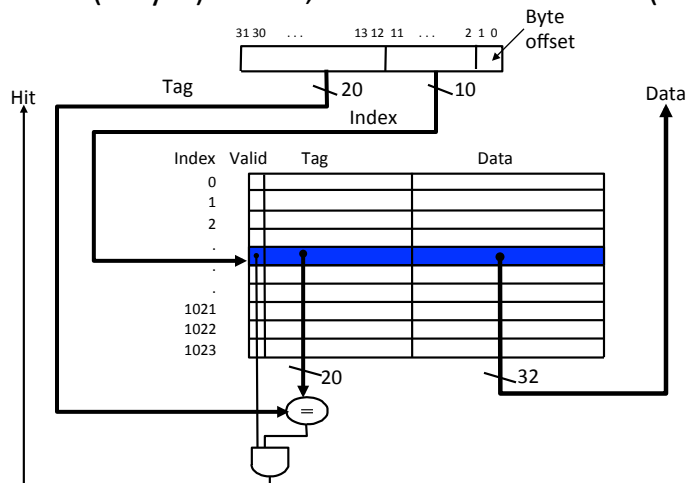 31 30 . . . 13 12 11 . . . 2 1 0
Byte
offset
Tag
20
10
Hit
Data
Index
Index Valid Tag Data
0
1
2
.
.
.
1021
1022
1023
20
32
=